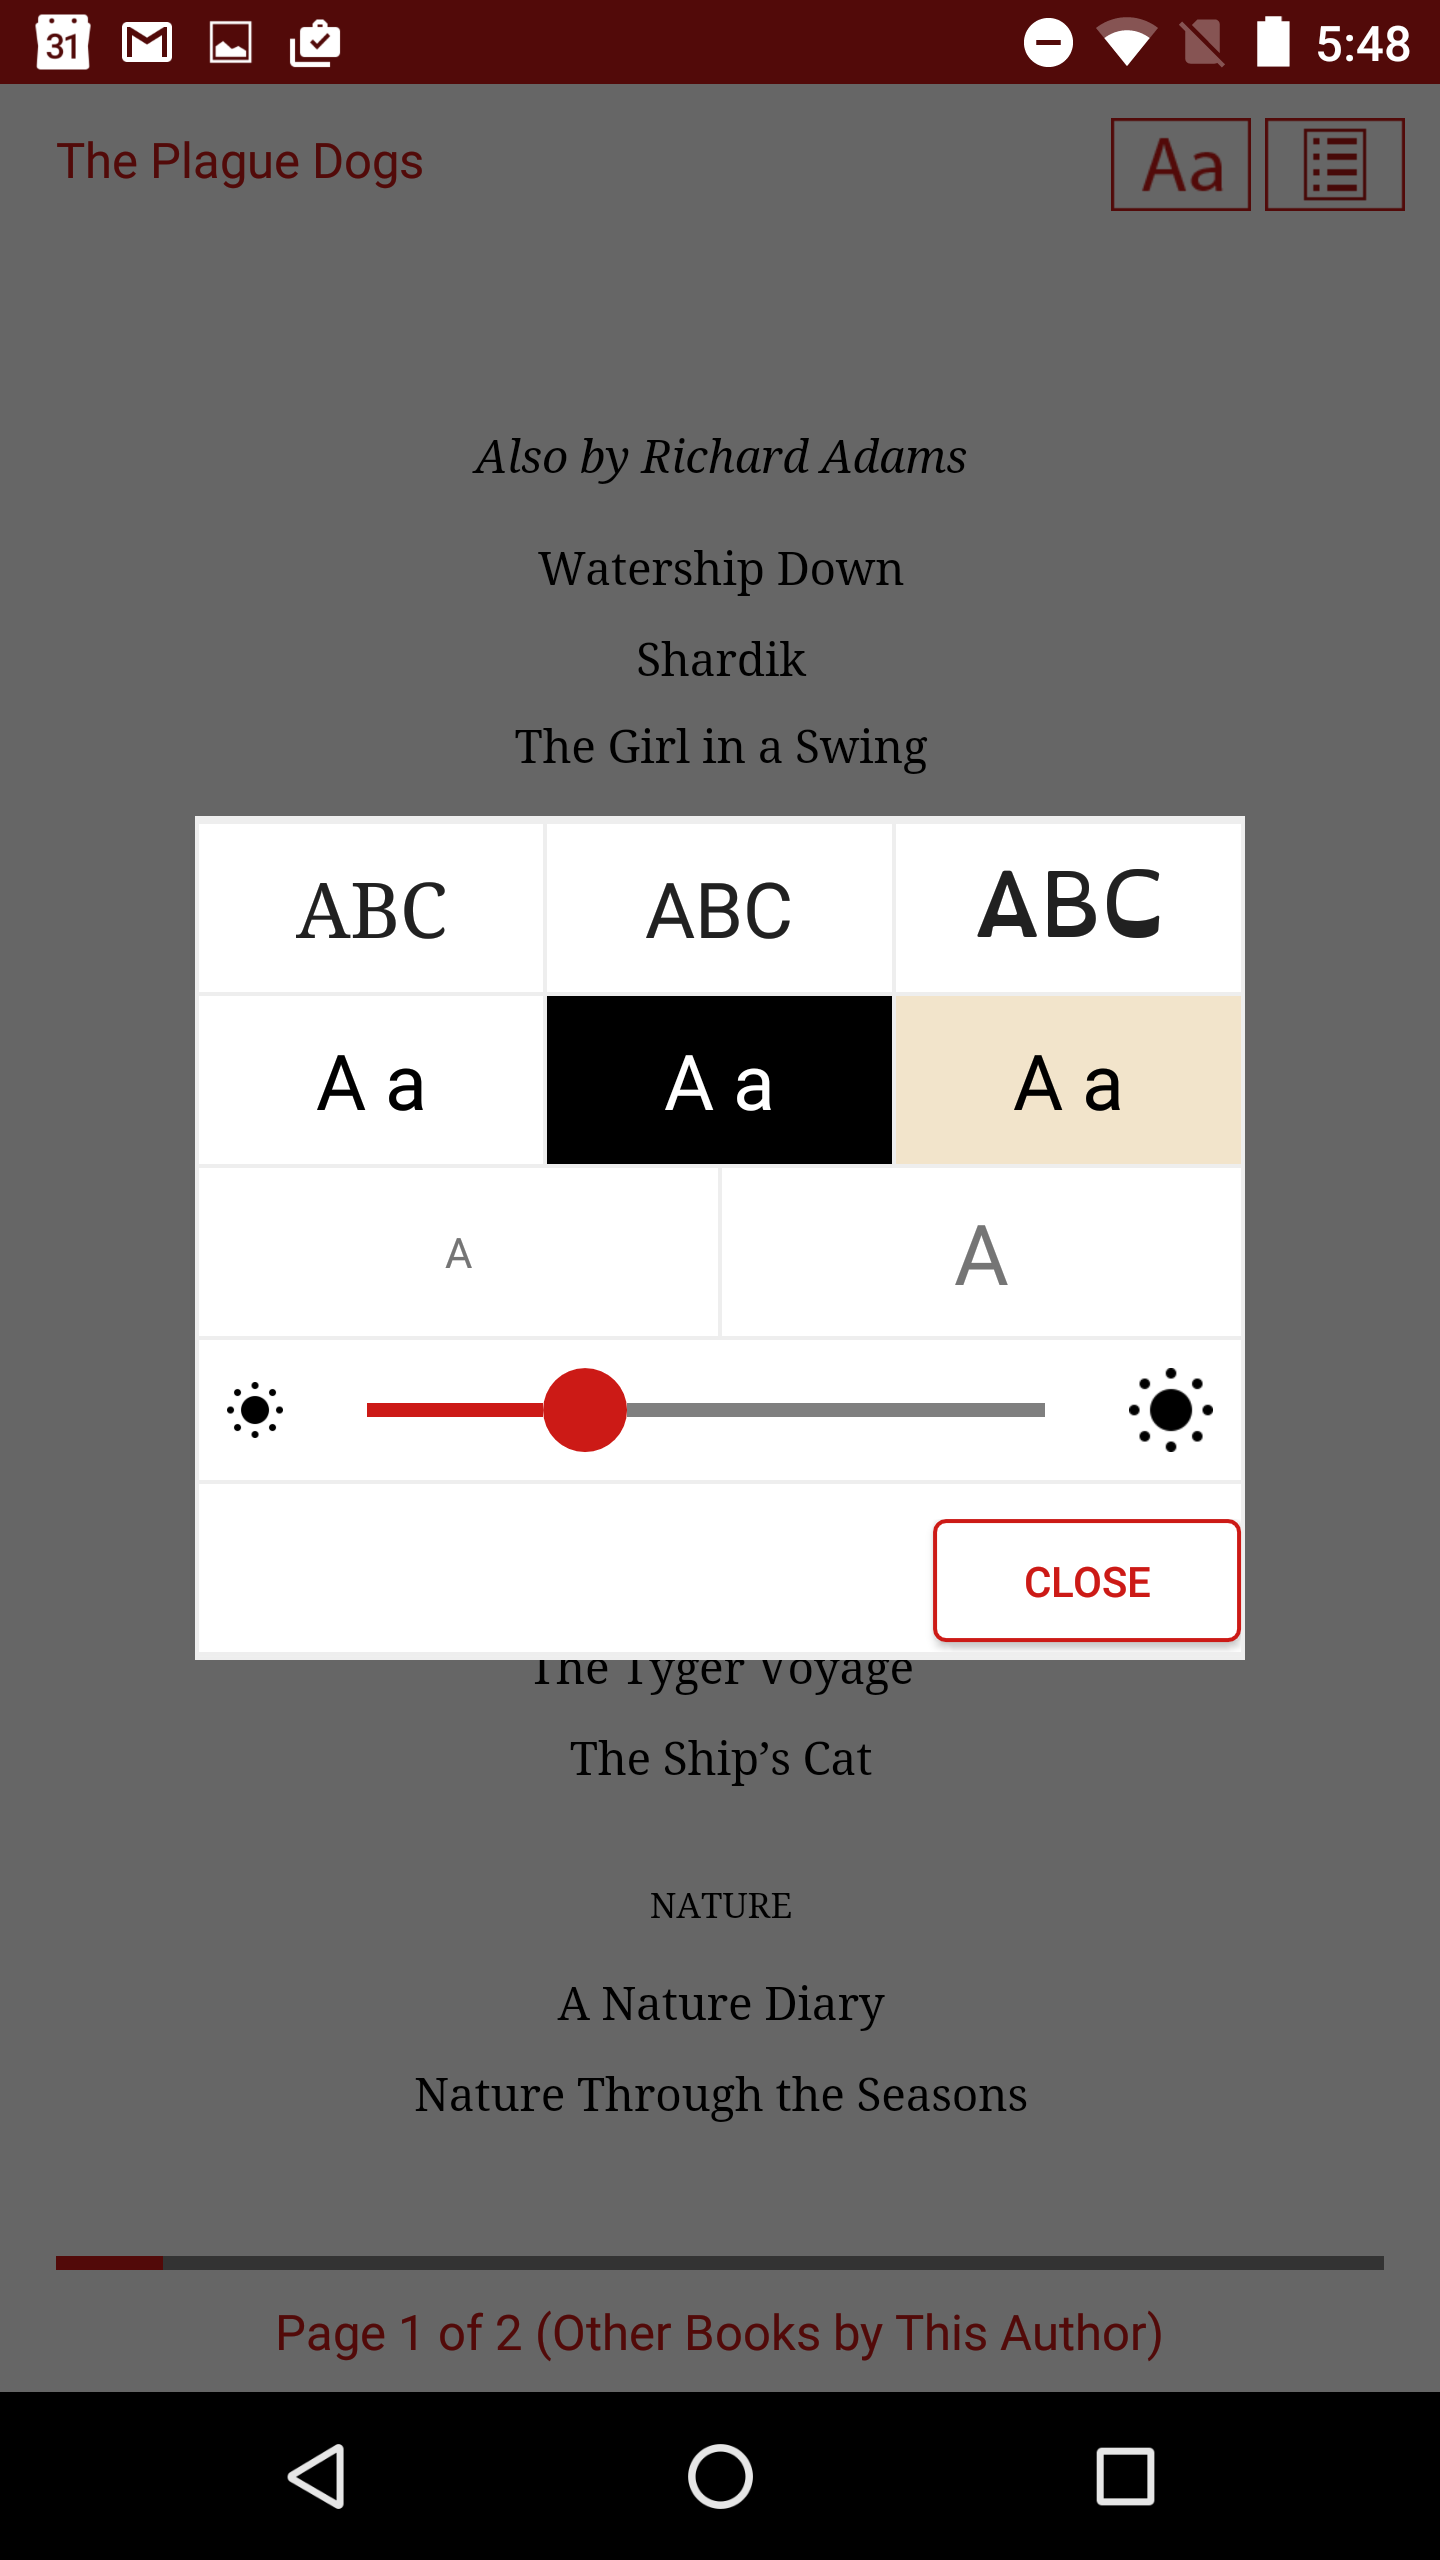 31
5:48
The Plague Dogs
Aa
Also by Richard Adams
Watership Down
Shardik
The Girl in a Swing
ABC ABC ABC
A a A a A a
A A
CLOSE
The Tyger Voyage
The Ship’s Cat
NATURE
A Nature Diary
Nature Through the Seasons
Page 1 of 2 (Other Books by This Author)